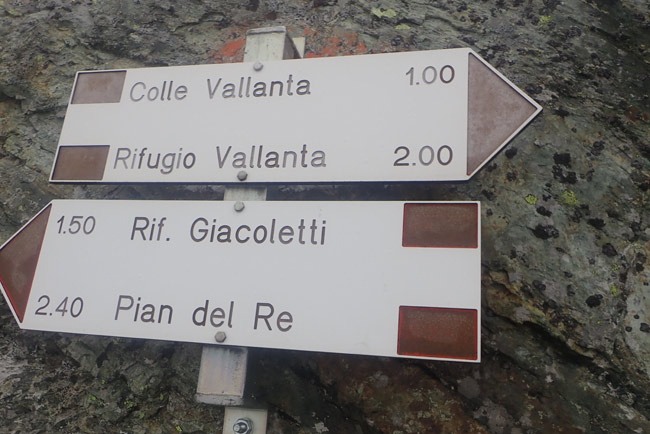 Colle Vallanta 1.00
Rifugio Vallanta 2.00
1.50 Rif. Giacoletti
2.40 Pian del Re